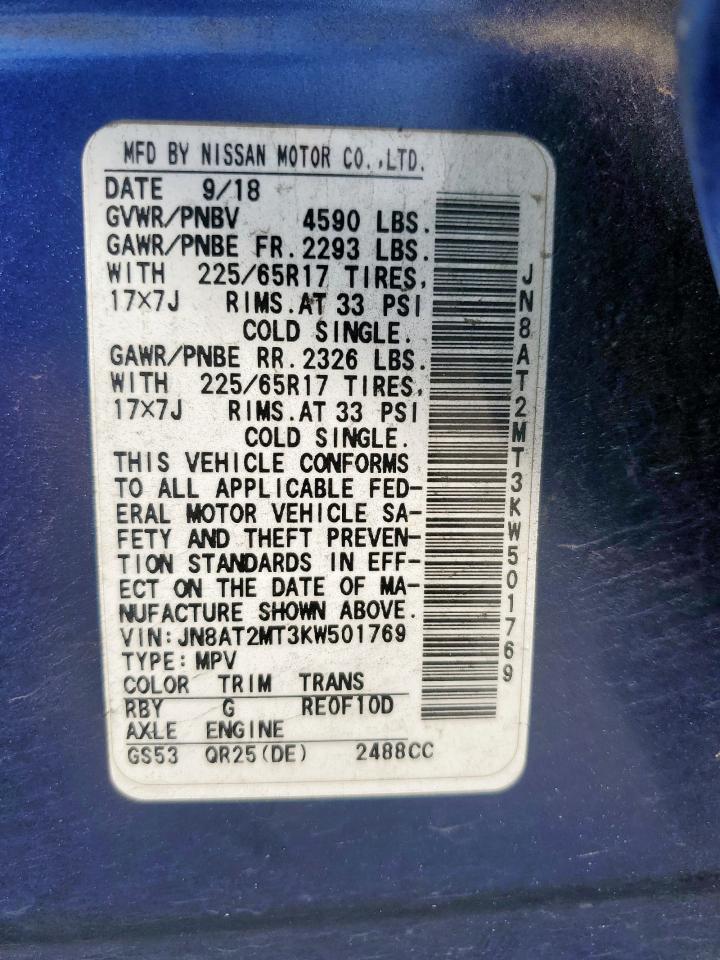 MFD BY NISSAN MOTOR CO.,LTD.
DATE 9/18
GVWR/PNBV 4590 LBS.
GAWR/PNBE FR. 2293 LBS.
WITH 225/65R17 TIRES,
17×7J RIMS. AT 33 PSI
COLD SINGLE.
GAWR/PNBE RR. 2326 LBS.
WITH 225/65R17 TIRES,
17×7J RIMS. AT 33 PSI
COLD SINGLE.
THIS VEHICLE CONFORMS
TO ALL APPLICABLE FED-
ERAL MOTOR VEHICLE SA-
FETY AND THEFT PREVEN-
TION STANDARDS IN EFF-
ECT ON THE DATE OF MA-
NUFACTURE SHOWN ABOVE.
VIN:JN8AT2MT3KW501769
TYPE:MPV
COLOR TRIM TRANS
RBY G RE0F10D
AXLE ENGINE
GS53 QR25(DE) 2488CC
JN8AT2MT3KW501769